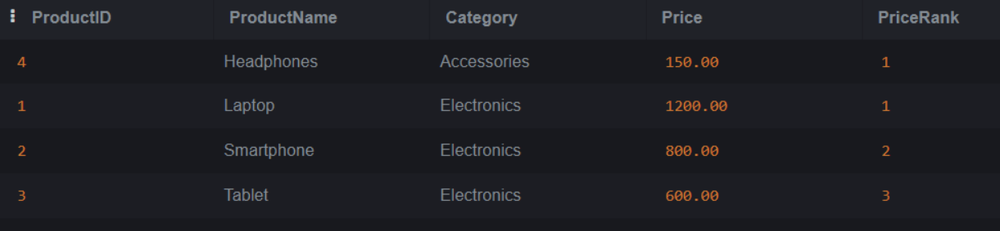 ProductID ProductName Category Price PriceRank
4 Headphones Accessories 150.00 1
1 Laptop Electronics 1200.00 1
2 Smartphone Electronics 800.00 2
3 Tablet Electronics 600.00 3